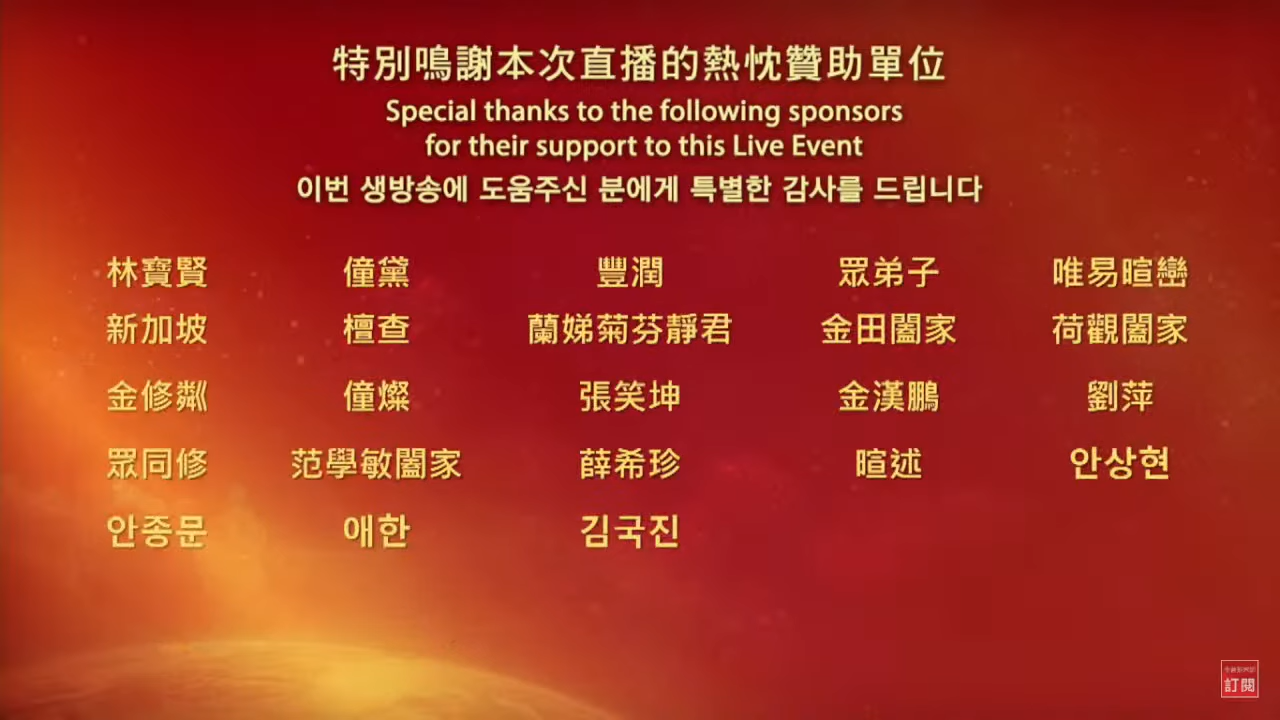 特別鳴謝本次直播的熱忱贊助單位
Special thanks to the following sponsors
for their support to this Live Event
이번 생방송에 도움주신 분에게 특별한 감사를 드립니다
林寶賢 僮黛 豐潤 眾弟子 唯易暄巒
新加坡 檀查 蘭娣菊芬靜君 金田闔家 荷觀闔家
金修粼 僮燦 張笑坤 金漢鵬 劉萍
眾同修 范學敏闔家 薛希珍 暄述 안상현
안종문 애한 김국진
訂閱